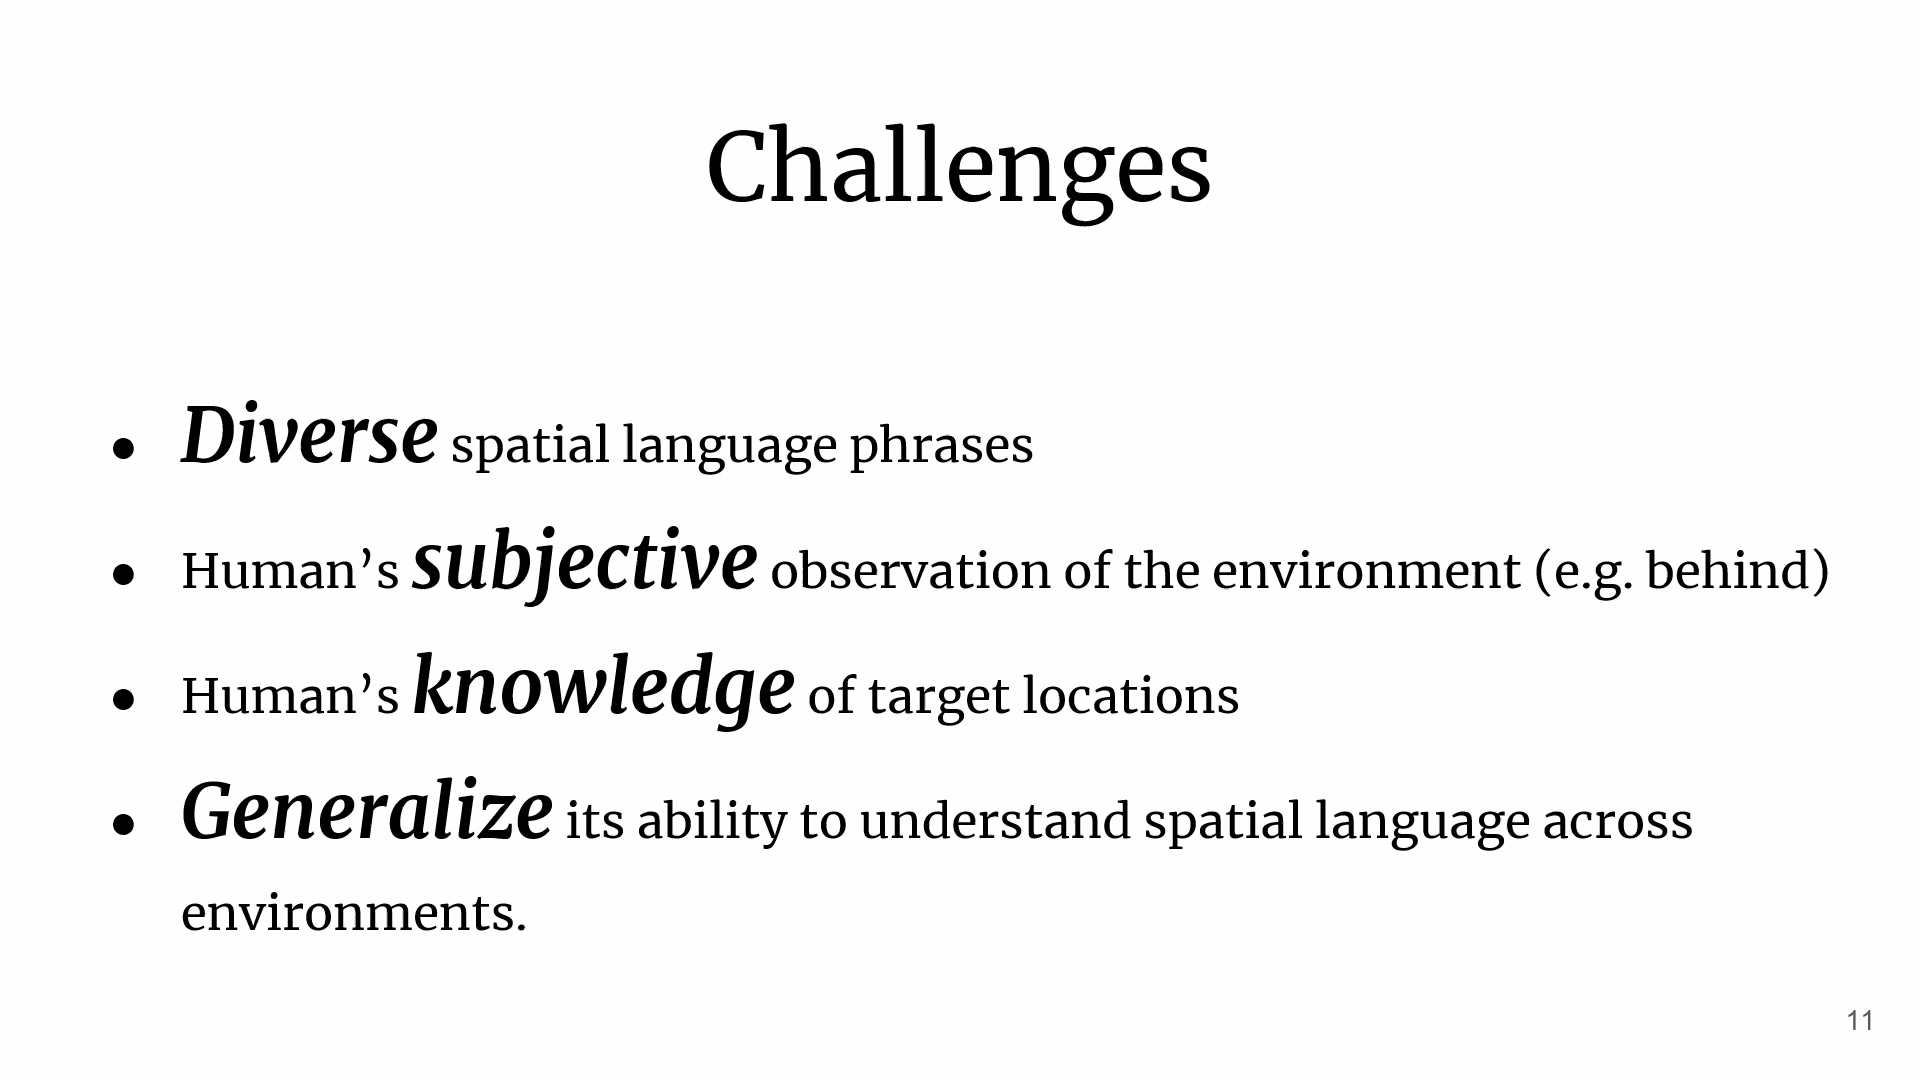 Challenges
● Diverse spatial language phrases
● Human’s subjective observation of the environment (e.g. behind)
● Human’s knowledge of target locations
● Generalize its ability to understand spatial language across
environments.
11